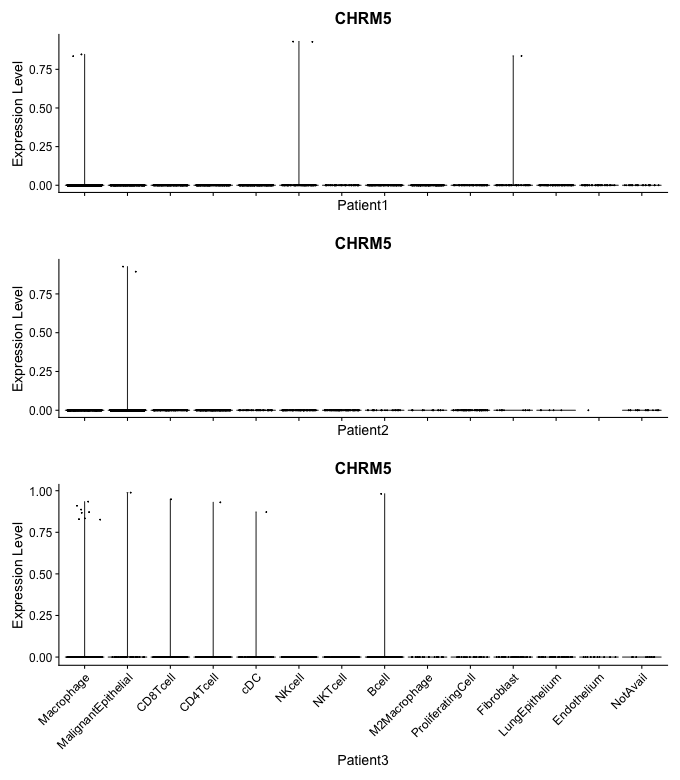 CHRM5
Expression Level
0.75
0.50
0.25
0.00
Patient1
CHRM5
Expression Level
0.75
0.50
0.25
0.00
Patient2
CHRM5
Expression Level
1.00
0.75
0.50
0.25
0.00
Macrophage
MalignantEpithelial
CD8Tcell
CD4Tcell
cDC
NKcell
NKTcell
Bcell
M2Macrophage
ProliferatingCell
Fibroblast
LungEpithelium
Endothelium
NotAvail
Patient3